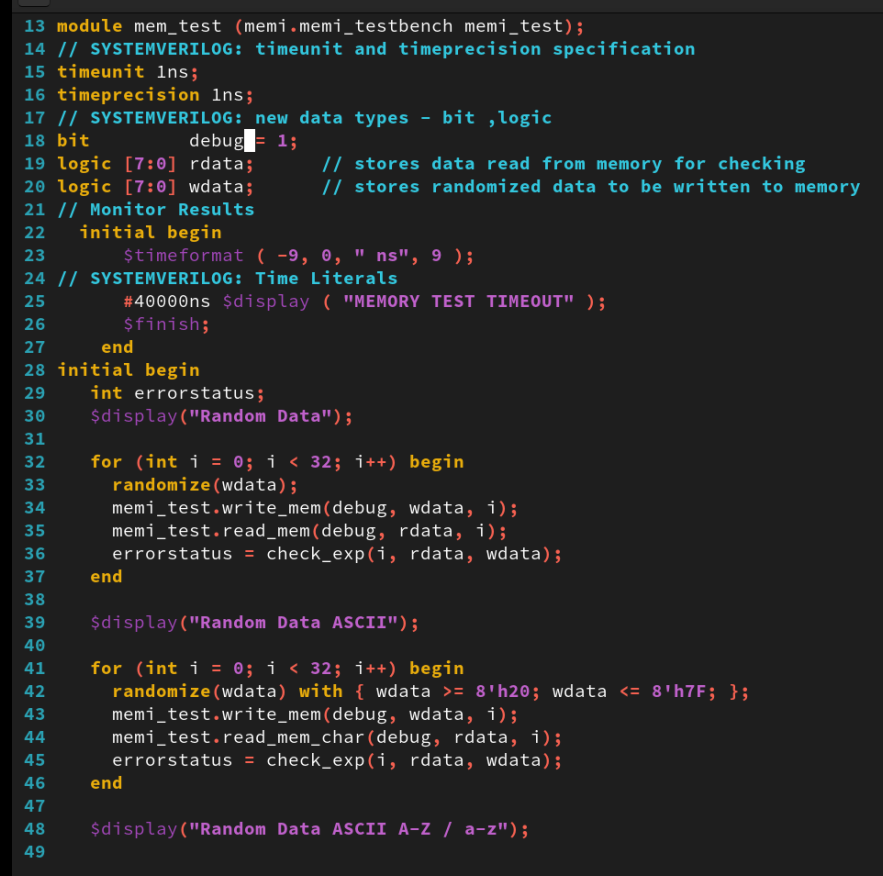 13 module mem_test (memi.memi_testbench memi_test);
14 // SYSTEMVERILOG: timeunit and timeprecision specification
15 timeunit 1ns;
16 timeprecision 1ns;
17 // SYSTEMVERILOG: new data types - bit ,logic
18 bit         debug = 1;
19 logic [7:0] rdata;      // stores data read from memory for checking
20 logic [7:0] wdata;      // stores randomized data to be written to memory
21 // Monitor Results
22   initial begin
23       $timeformat ( -9, 0, " ns", 9 );
24 // SYSTEMVERILOG: Time Literals
25       #40000ns $display ( "MEMORY TEST TIMEOUT" );
26       $finish;
27     end
28 initial begin
29    int errorstatus;
30    $display("Random Data");
31
32    for (int i = 0; i < 32; i++) begin
33      randomize(wdata);
34      memi_test.write_mem(debug, wdata, i);
35      memi_test.read_mem(debug, rdata, i);
36      errorstatus = check_exp(i, rdata, wdata);
37    end
38
39    $display("Random Data ASCII");
40
41    for (int i = 0; i < 32; i++) begin
42      randomize(wdata) with { wdata >= 8'h20; wdata <= 8'h7F; };
43      memi_test.write_mem(debug, wdata, i);
44      memi_test.read_mem_char(debug, rdata, i);
45      errorstatus = check_exp(i, rdata, wdata);
46    end
47
48    $display("Random Data ASCII A-Z / a-z");
49